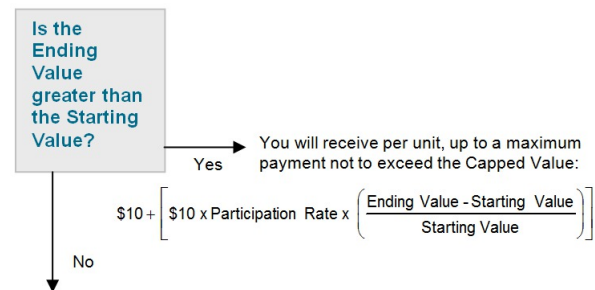 Is the
Ending
Value
greater than
the Starting
Value?
Yes
You will receive per unit, up to a maximum
payment not to exceed the Capped Value:
$10 + [ $10 x Participation Rate x ( Ending Value - Starting Value / Starting Value ) ]
No